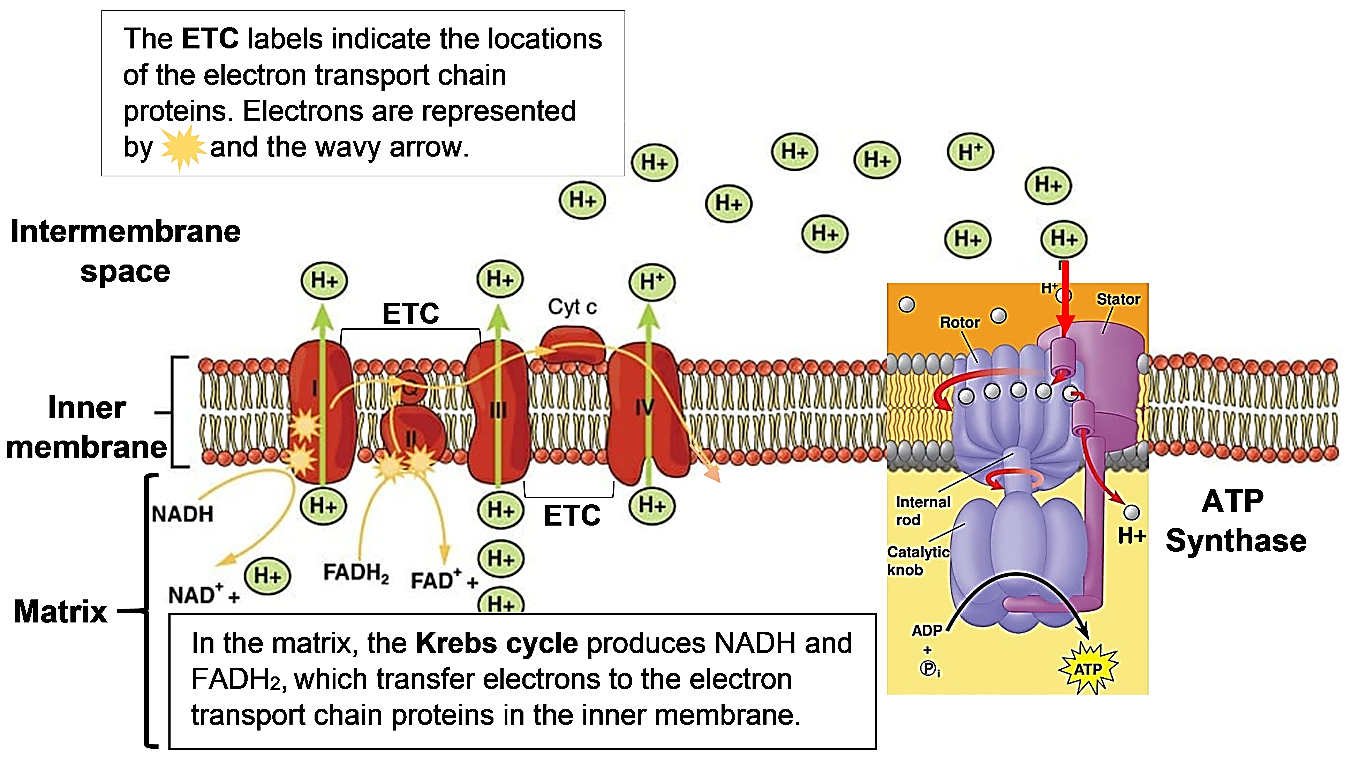 The ETC labels indicate the locations
of the electron transport chain
proteins. Electrons are represented
by and the wavy arrow.
H+
H+
H+
H+
H+
H+
H+
H+
H+
H+
Intermembrane
space
H+
H+
H+
ETC
Cyt c
H+
Stator
Rotor
Inner
membrane
I
Q
II
III
IV
H+
H+
H+
ETC
NADH
NAD+ +
H+
FADH2
FAD+ +
H+
H+
Internal
rod
Catalytic
knob
H+
ATP
Synthase
Matrix
ADP
+
Pi
ATP
In the matrix, the Krebs cycle produces NADH and
FADH2, which transfer electrons to the electron
transport chain proteins in the inner membrane.